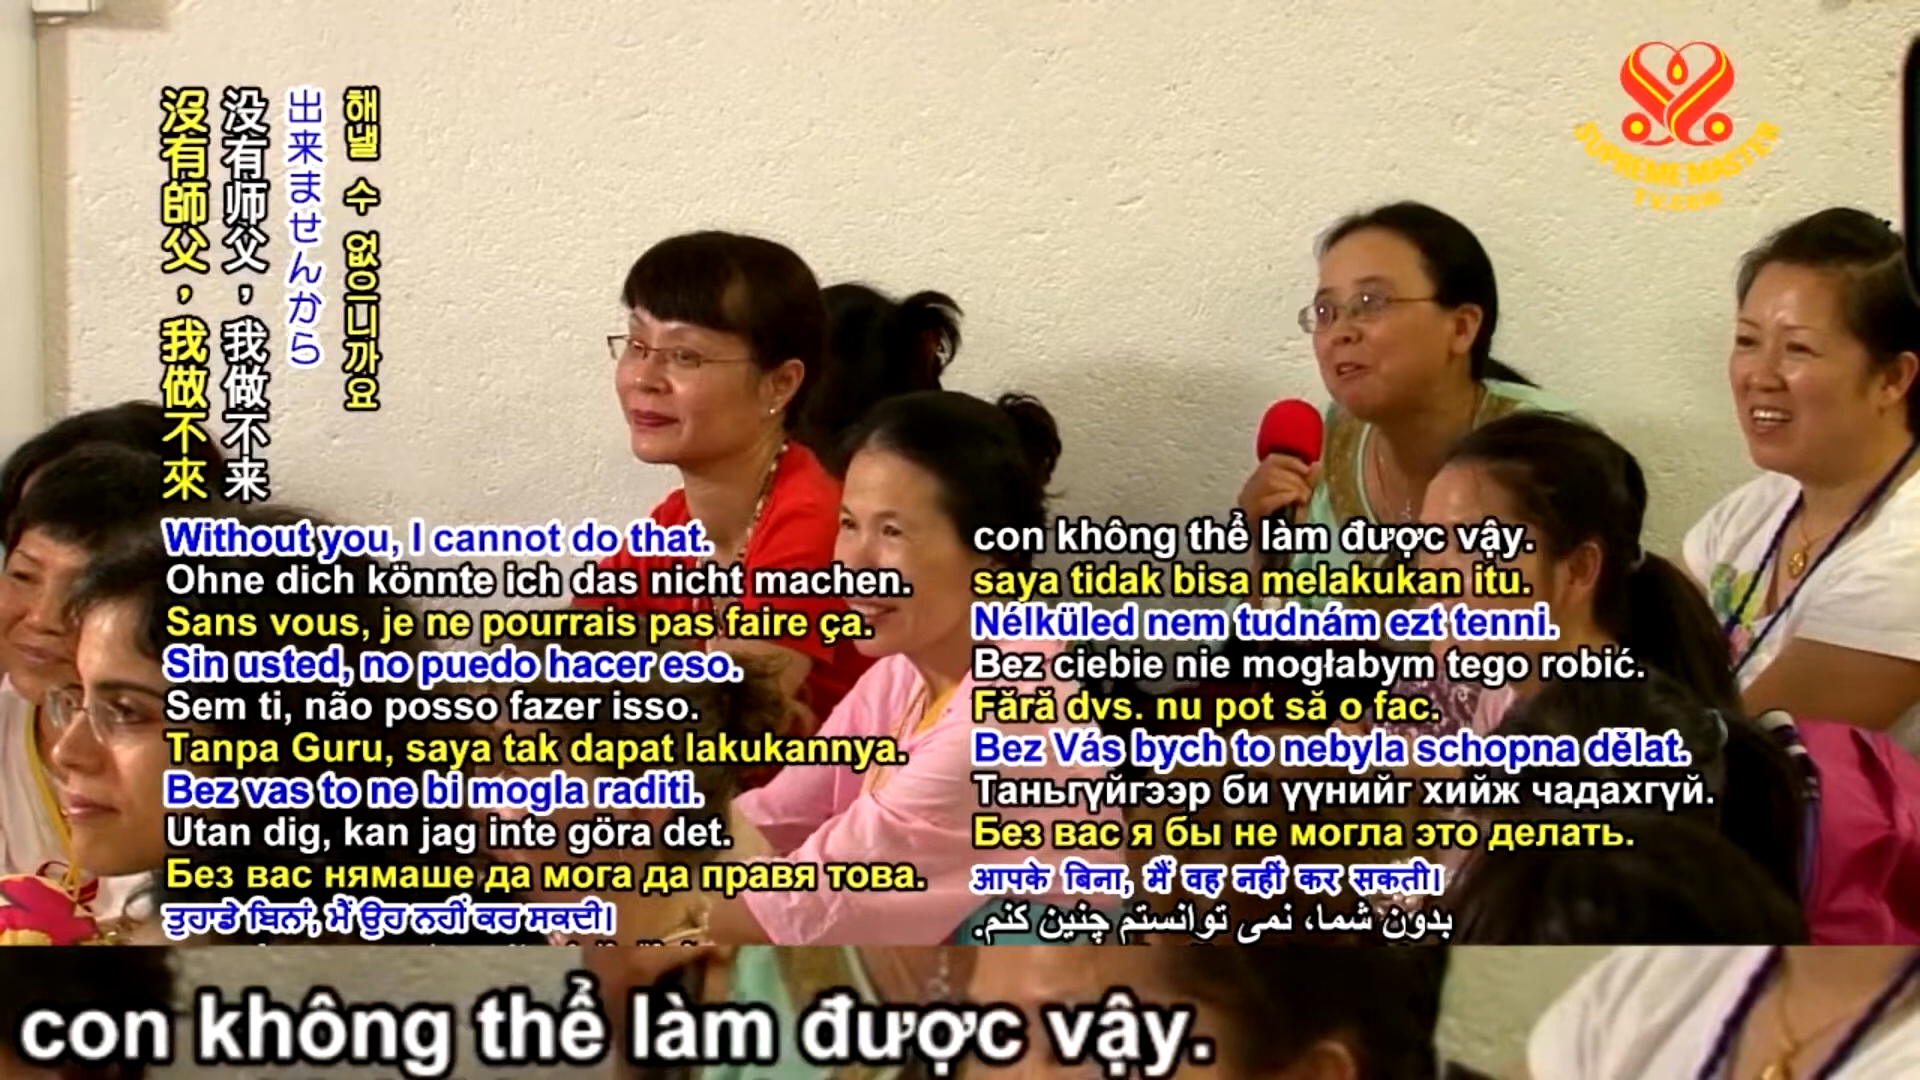 沒有師父，我做不來
没有师父，我做不来
出来ませんから
해낼 수 없으니까요
SUPREME MASTER
TV.COM
Without you, I cannot do that.
Ohne dich könnte ich das nicht machen.
Sans vous, je ne pourrais pas faire ça.
Sin usted, no puedo hacer eso.
Sem ti, não posso fazer isso.
Tanpa Guru, saya tak dapat lakukannya.
Bez vas to ne bi mogla raditi.
Utan dig, kan jag inte göra det.
Без вас нямаше да мога да правя това.
ਤੁਹਾਡੇ ਬਿਨਾਂ, ਮੈਂ ਉਹ ਨਹੀਂ ਕਰ ਸਕਦੀ।
con không thể làm được vậy.
saya tidak bisa melakukan itu.
Nélküled nem tudnám ezt tenni.
Bez ciebie nie mogłabym tego robić.
Fără dvs. nu pot să o fac.
Bez Vás bych to nebyla schopna dělat.
Таньгүйгээр би үүнийг хийж чадахгүй.
Без вас я бы не могла это делать.
आपके बिना, मैं वह नहीं कर सकती।
بدون شما، نمی توانستم چنین کنم.
con không thể làm được vậy.